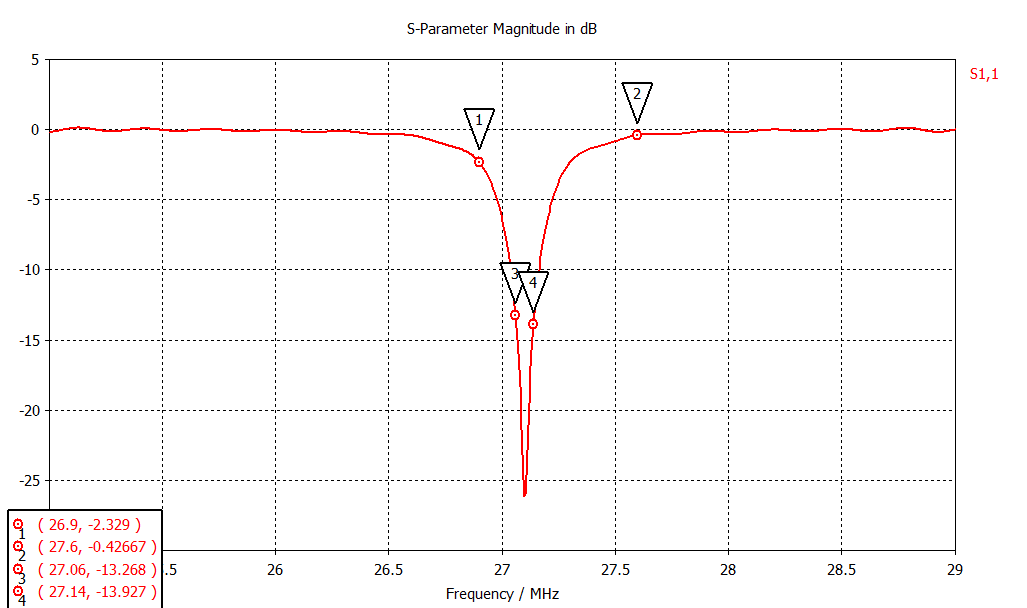 S-Parameter Magnitude in dB
S1,1
5
0
-5
-10
-15
-20
-25
1
2
3
4
1 ( 26.9, -2.329 )
2 ( 27.6, -0.42667 )
3 ( 27.06, -13.268 )
4 ( 27.14, -13.927 )
.5 26 26.5 27 27.5 28 28.5 29
Frequency / MHz